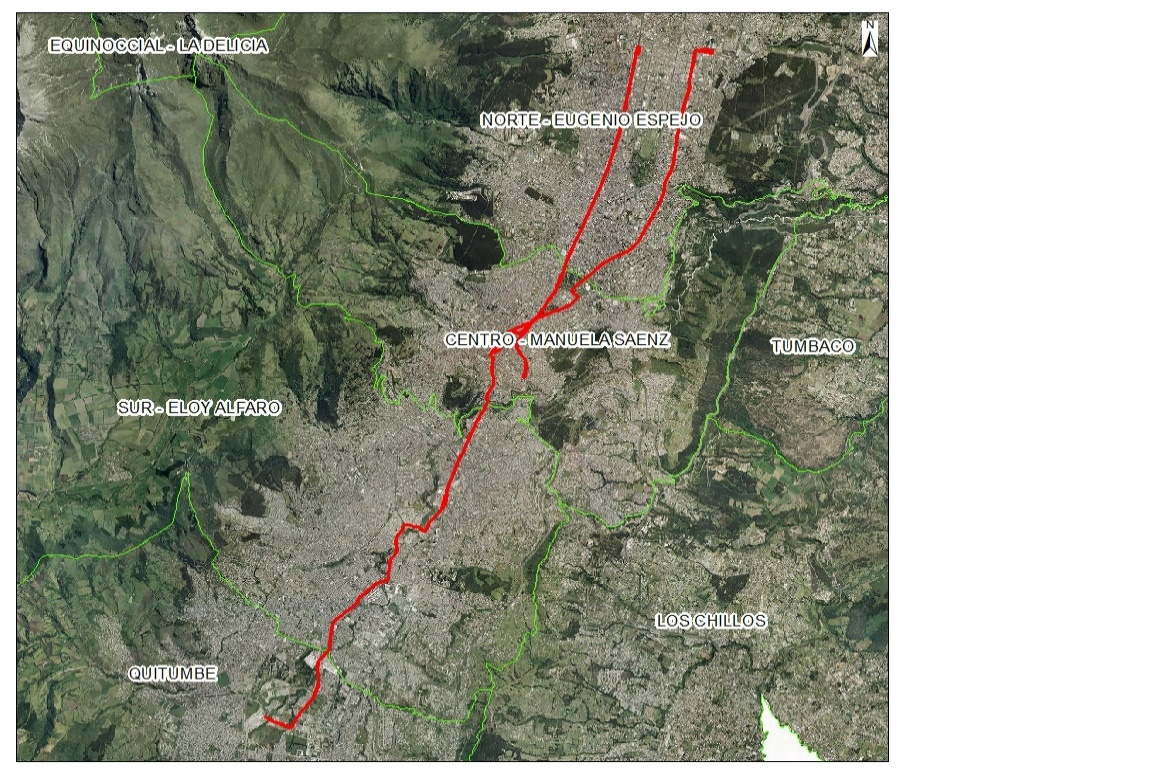 N
EQUINOCCIAL - LA DELICIA
NORTE - EUGENIO ESPEJO
CENTRO - MANUELA SAENZ
TUMBACO
SUR - ELOY ALFARO
LOS CHILLOS
QUITUMBE